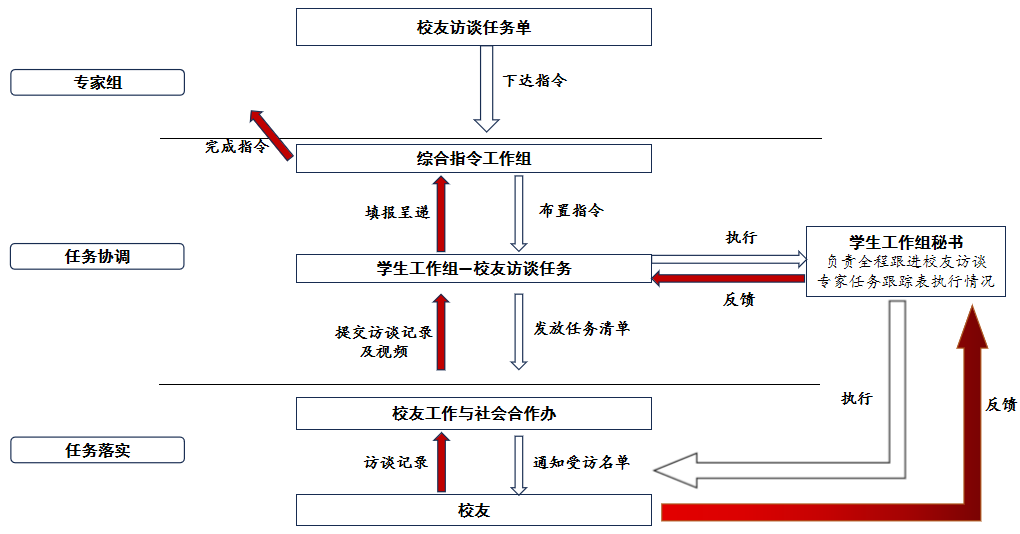 校友访谈任务单
专家组
下达指令
完成指令
综合指令工作组
填报呈递
布置指令
任务协调
学生工作组—校友访谈任务
执行
反馈
学生工作组秘书
负责全程跟进校友访谈
专家任务跟踪表执行情况
提交访谈记录
及视频
发放任务清单
执行
反馈
校友工作与社会合作办
任务落实
访谈记录
通知受访名单
校友